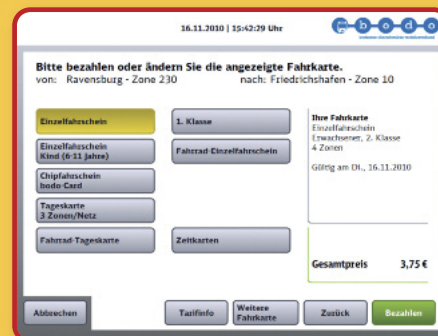 16.11.2010 | 15:42:29 Uhr
bodo
Bitte bezahlen oder ändern Sie die angezeigte Fahrkarte.
von: Ravensburg - Zone 230 nach: Friedrichshafen - Zone 10
Einzelfahrschein
Einzelfahrschein
Kind (6-11 Jahre)
Chipfahrschein
bodo-Card
Tageskarte
3 Zonen/Netz
Fahrrad-Tageskarte
1. Klasse
Fahrrad-Einzelfahrschein
Zeitkarten
Ihre Fahrkarte
Einzelfahrschein
Erwachsener, 2. Klasse
4 Zonen
Gültig am Di., 16.11.2010
Gesamtpreis 3,75 €
Abbrechen
Tarifinfo
Weitere
Fahrkarte
Zurück
Bezahlen